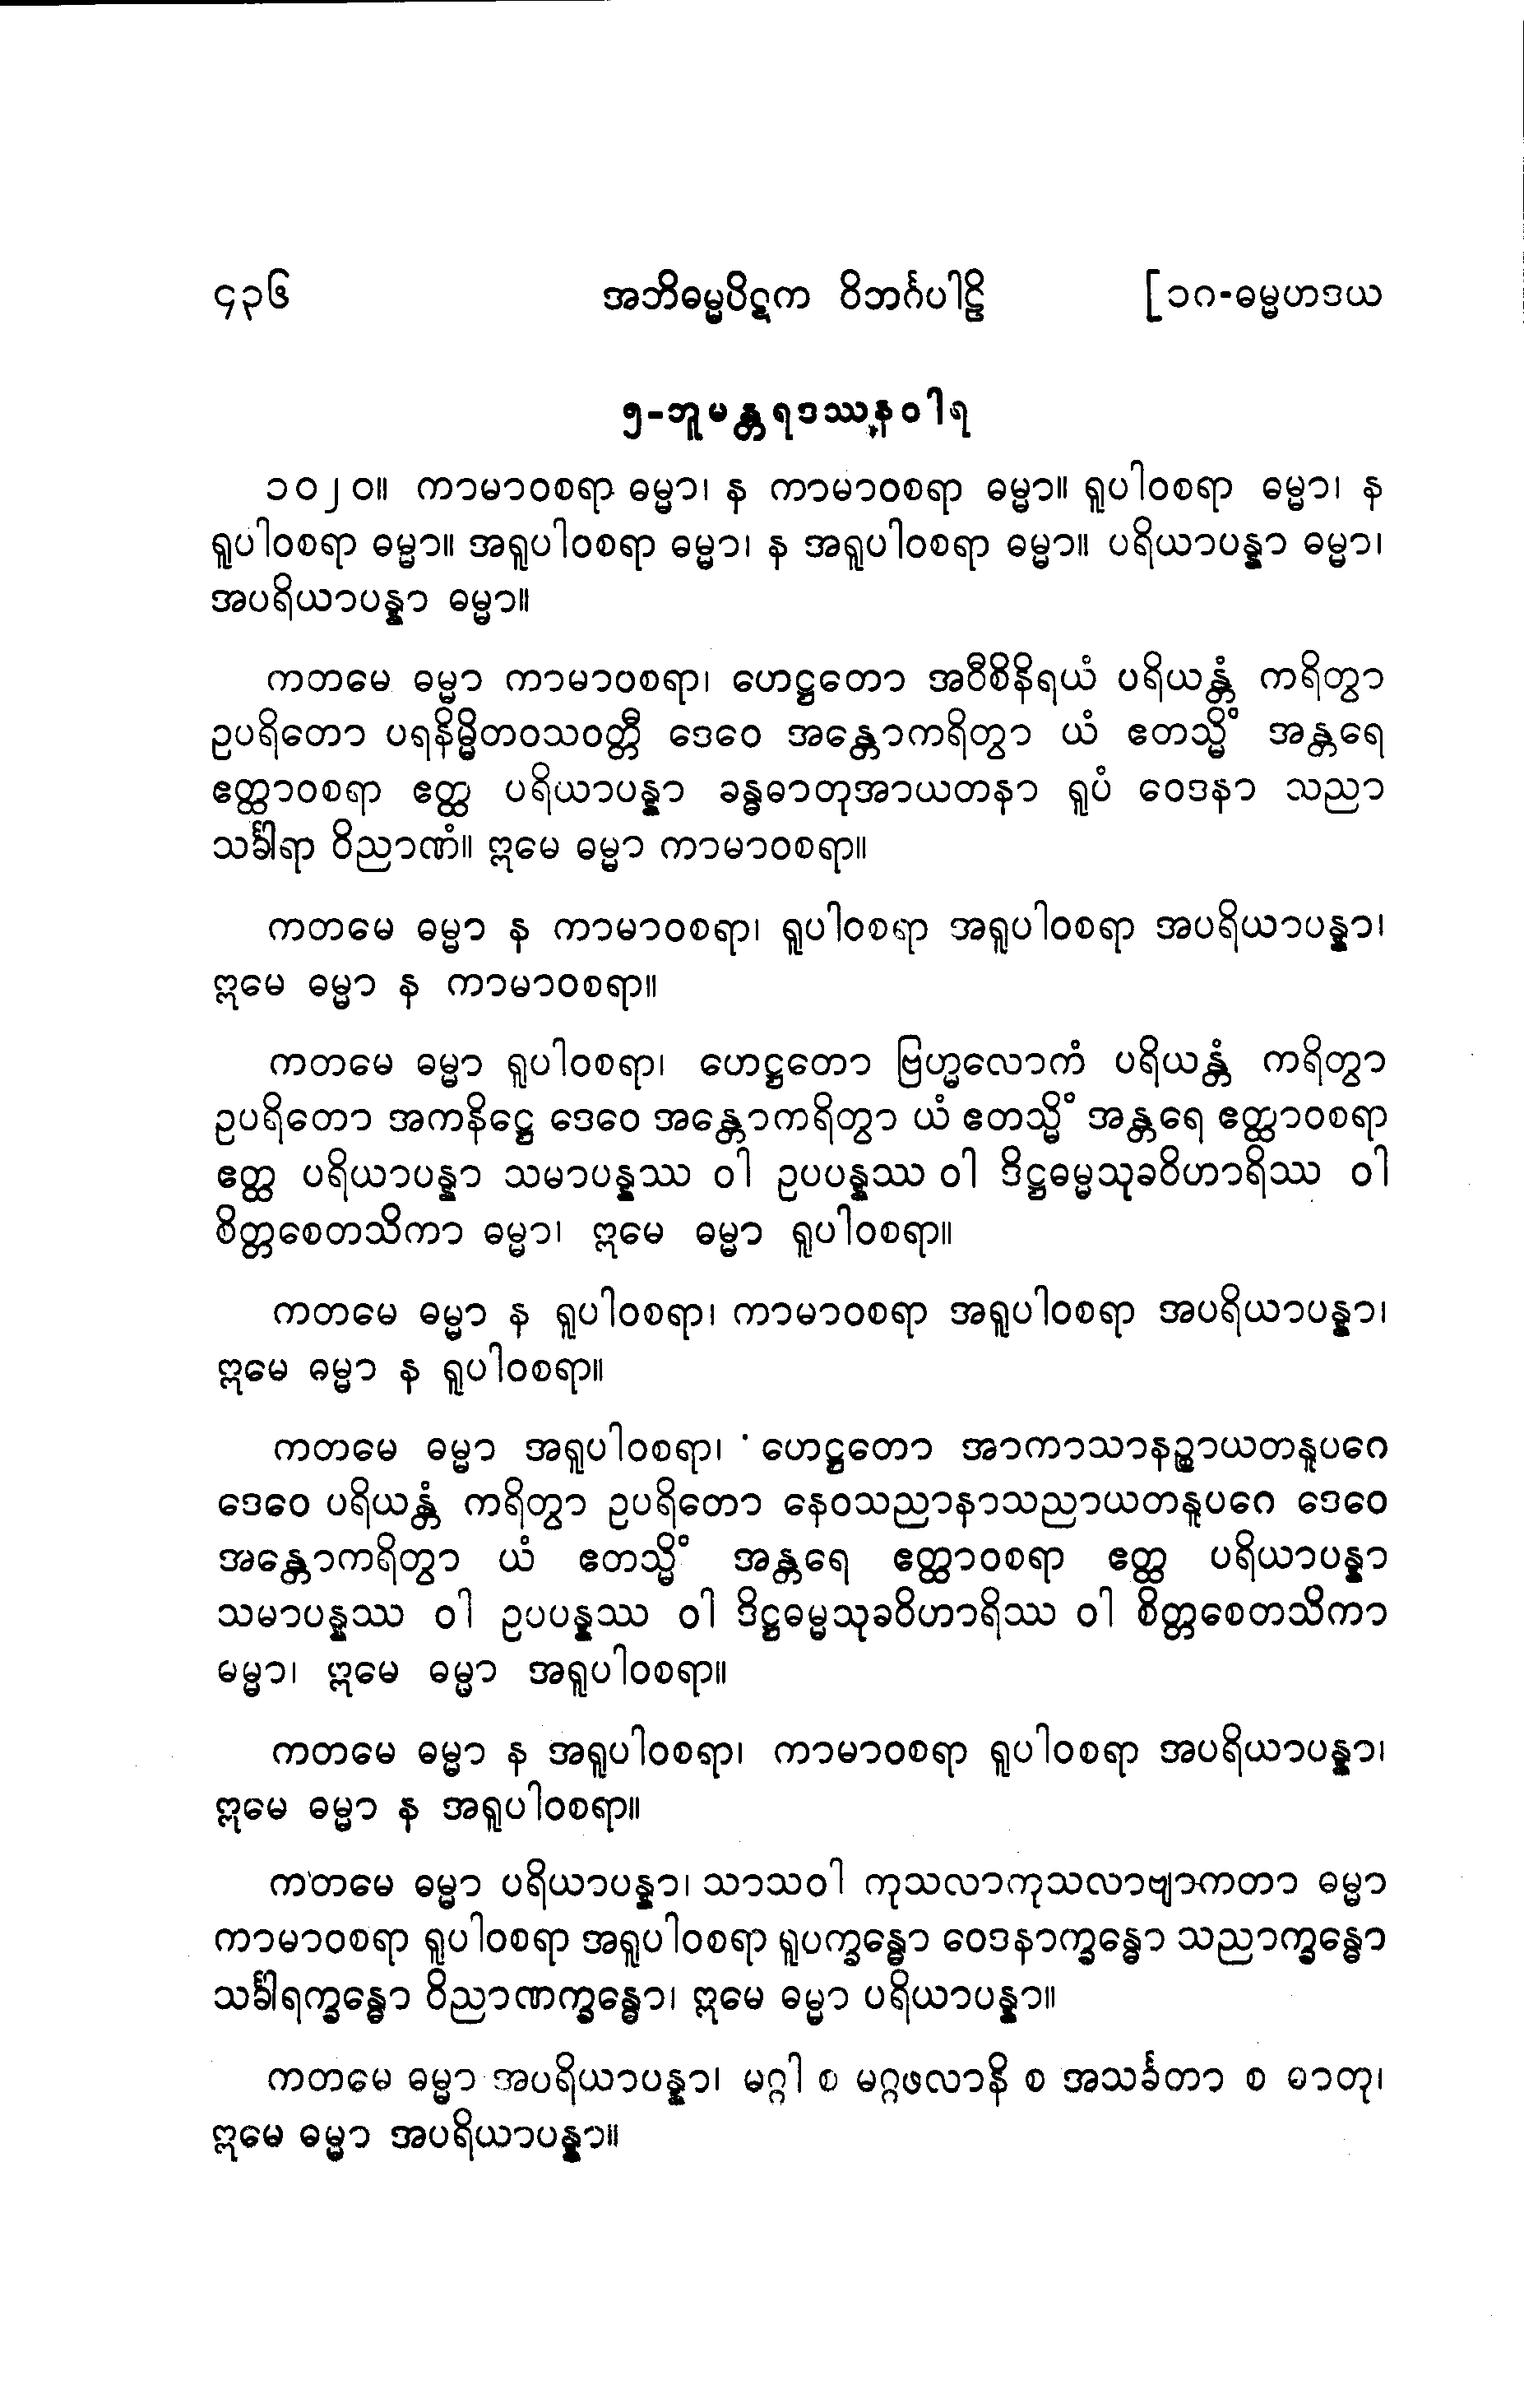 ၄၃၆ အဘိဓမ္မပိဋက ဝိဘင်္ဂပါဠိ [၁၈-ဓမ္မဟဒယ
၅-ဘူမန္တရဒဿနဝါရ
၁၀၂၀။ ကာမာဝစရာ ဓမ္မာ၊ န ကာမာဝစရာ ဓမ္မာ။ ရူပါဝစရာ ဓမ္မာ၊ န
ရူပါဝစရာ ဓမ္မာ။ အရူပါဝစရာ ဓမ္မာ၊ န အရူပါဝစရာ ဓမ္မာ။ ပရိယာပန္နာ ဓမ္မာ၊
အပရိယာပန္နာ ဓမ္မာ။
ကတမေ ဓမ္မာ ကာမာဝစရာ၊ ဟေဋ္ဌတော အဝီစိနိရယံ ပရိယန္တံ ကရိတွာ
ဥပရိတော ပရနိမ္မိတဝသဝတ္တီ ဒေဝေ အန္တောကရိတွာ ယံ ဧတသ္မိံ အန္တရေ
ဧတ္ထာဝစရာ ဧတ္ထ ပရိယာပန္နာ ခန္ဓဓာတုအာယတနာ ရူပံ ဝေဒနာ သညာ
သင်္ခါရာ ဝိညာဏံ။ ဣမေ ဓမ္မာ ကာမာဝစရာ။
ကတမေ ဓမ္မာ န ကာမာဝစရာ၊ ရူပါဝစရာ အရူပါဝစရာ အပရိယာပန္နာ၊
ဣမေ ဓမ္မာ န ကာမာဝစရာ။
ကတမေ ဓမ္မာ ရူပါဝစရာ၊ ဟေဋ္ဌတော ဗြဟ္မလောကံ ပရိယန္တံ ကရိတွာ
ဥပရိတော အကနိဋ္ဌေ ဒေဝေ အန္တောကရိတွာ ယံ ဧတသ္မိံ အန္တရေ ဧတ္ထာဝစရာ
ဧတ္ထ ပရိယာပန္နာ သမာပန္နဿ ဝါ ဥပပန္နဿ ဝါ ဒိဋ္ဌဓမ္မသုခဝိဟာရိဿ ဝါ
စိတ္တစေတသိကာ ဓမ္မာ၊ ဣမေ ဓမ္မာ ရူပါဝစရာ။
ကတမေ ဓမ္မာ န ရူပါဝစရာ၊ ကာမာဝစရာ အရူပါဝစရာ အပရိယာပန္နာ၊
ဣမေ ဓမ္မာ န ရူပါဝစရာ။
ကတမေ ဓမ္မာ အရူပါဝစရာ၊ ဟေဋ္ဌတော အာကာသာနဉ္စာယတနူပဂေ
ဒေဝေ ပရိယန္တံ ကရိတွာ ဥပရိတော နေဝသညာနာသညာယတနူပဂေ ဒေဝေ
အန္တောကရိတွာ ယံ ဧတသ္မိံ အန္တရေ ဧတ္ထာဝစရာ ဧတ္ထ ပရိယာပန္နာ
သမာပန္နဿ ဝါ ဥပပန္နဿ ဝါ ဒိဋ္ဌဓမ္မသုခဝိဟာရိဿ ဝါ စိတ္တစေတသိကာ
ဓမ္မာ၊ ဣမေ ဓမ္မာ အရူပါဝစရာ။
ကတမေ ဓမ္မာ န အရူပါဝစရာ၊ ကာမာဝစရာ ရူပါဝစရာ အပရိယာပန္နာ၊
ဣမေ ဓမ္မာ န အရူပါဝစရာ။
ကတမေ ဓမ္မာ ပရိယာပန္နာ၊ သာသဝါ ကုသလာကုသလာဗျာကတာ ဓမ္မာ
ကာမာဝစရာ ရူပါဝစရာ အရူပါဝစရာ ရူပက္ခန္ဓော ဝေဒနာက္ခန္ဓော သညာက္ခန္ဓော
သင်္ခါရက္ခန္ဓော ဝိညာဏက္ခန္ဓော၊ ဣမေ ဓမ္မာ ပရိယာပန္နာ။
ကတမေ ဓမ္မာ အပရိယာပန္နာ၊ မဂ္ဂါ စ မဂ္ဂဖလာနိ စ အသင်္ခတာ စ ဓာတု၊
ဣမေ ဓမ္မာ အပရိယာပန္နာ။